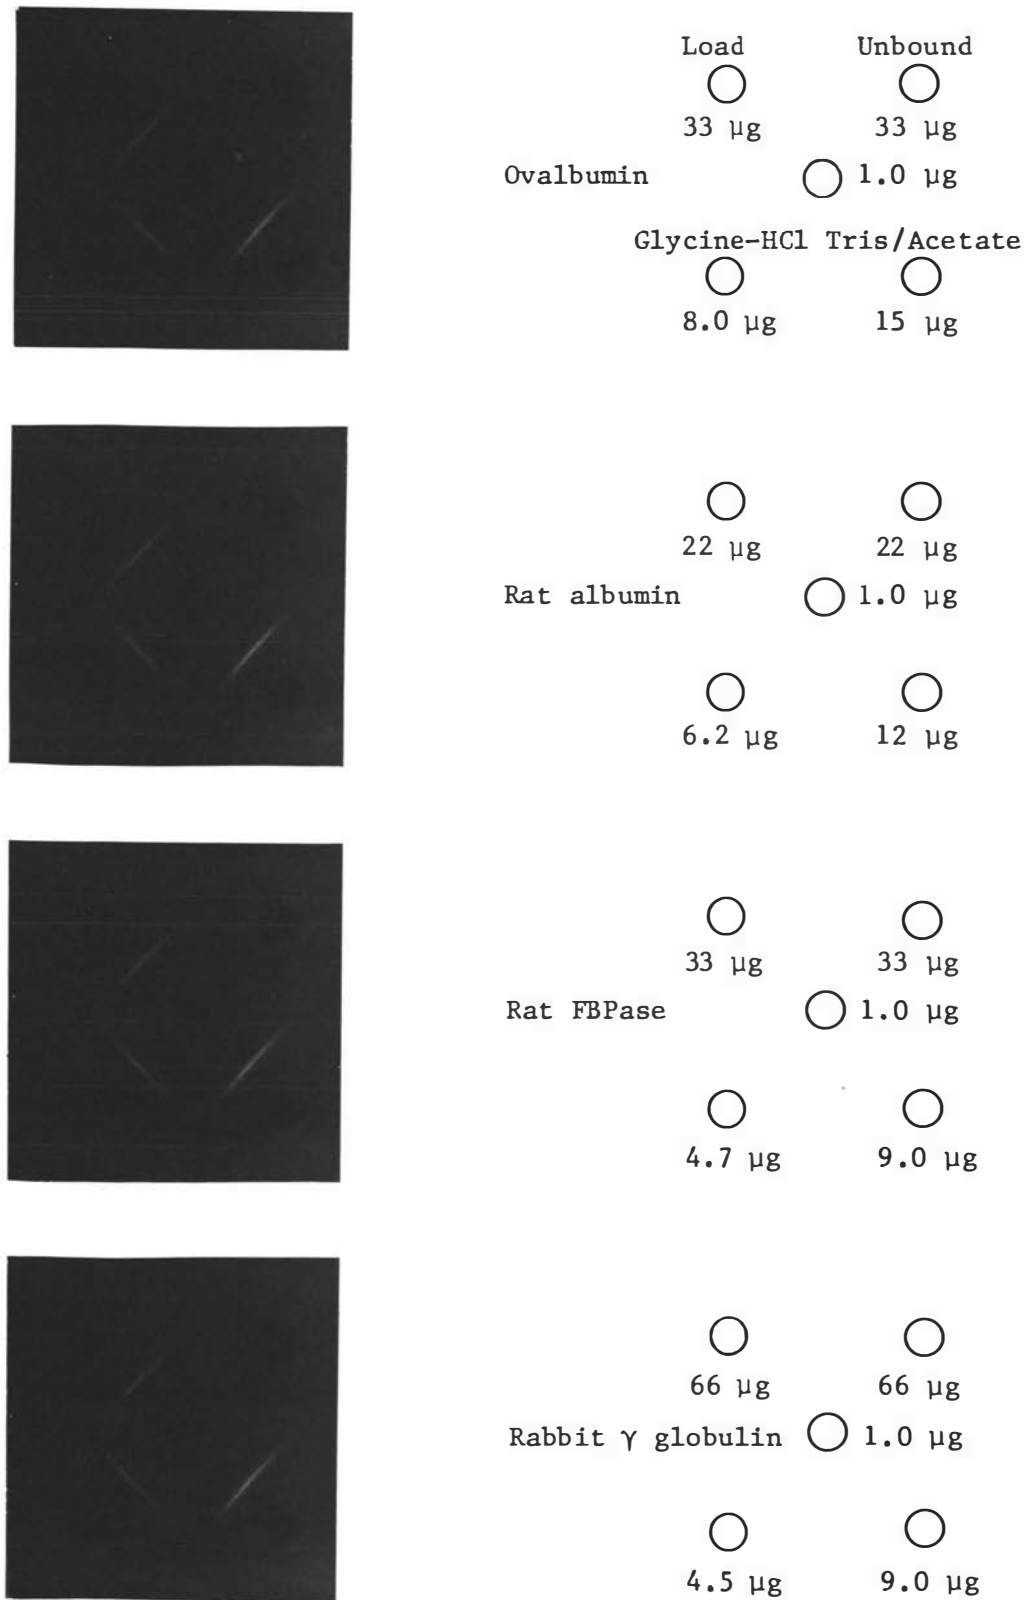 Load Unbound
33 μg 33 μg
Ovalbumin 1.0 μg
Glycine-HCl Tris/Acetate
8.0 μg 15 μg
22 μg 22 μg
Rat albumin 1.0 μg
6.2 μg 12 μg
33 μg 33 μg
Rat FBPase 1.0 μg
4.7 μg 9.0 μg
66 μg 66 μg
Rabbit γ globulin 1.0 μg
4.5 μg 9.0 μg